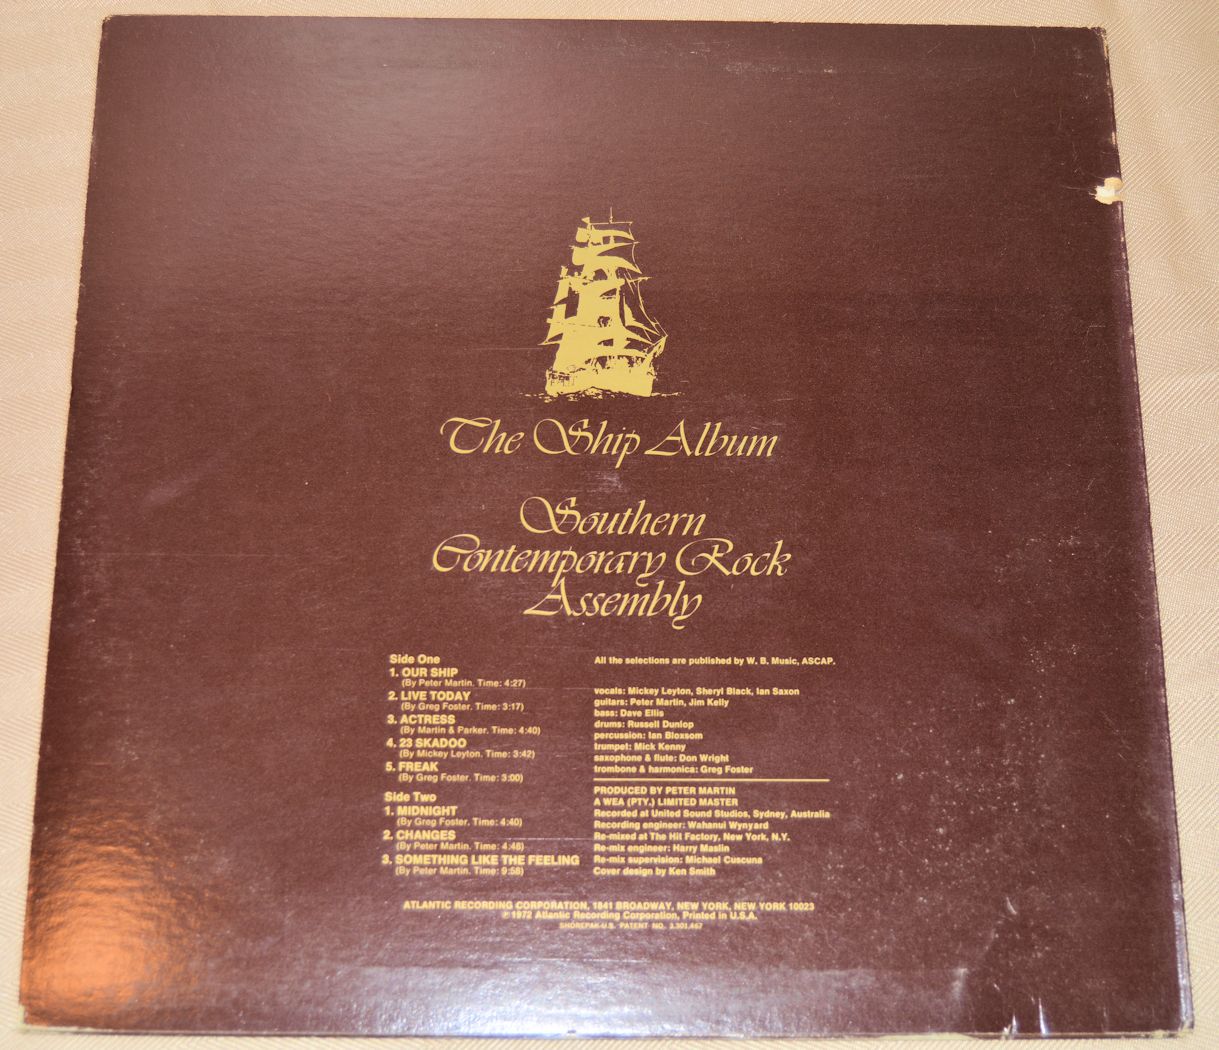 The Ship Album
Southern
Contemporary Rock
Assembly
Side One
1. OUR SHIP
(By Peter Martin. Time: 4:27)
2. LIVE TODAY
(By Greg Foster. Time: 3:17)
3. ACTRESS
(By Martin & Parker. Time: 4:40)
4. 23 SKADOO
(By Mickey Leyton. Time: 3:42)
5. FREAK
(By Greg Foster. Time: 3:00)
Side Two
1. MIDNIGHT
(By Greg Foster. Time: 4:40)
2. CHANGES
(By Peter Martin. Time: 4:48)
3. SOMETHING LIKE THE FEELING
(By Peter Martin. Time: 9:58)
All the selections are published by W. B. Music, ASCAP.
vocals: Mickey Leyton, Sheryl Black, Ian Saxon
guitars: Peter Martin, Jim Kelly
bass: Dave Ellis
drums: Russell Dunlop
percussion: Ian Bloxsom
trumpet: Mick Kenny
saxophone & flute: Don Wright
trombone & harmonica: Greg Foster
PRODUCED BY PETER MARTIN
A WEA (PTY.) LIMITED MASTER
Recorded at United Sound Studios, Sydney, Australia
Recording engineer: Wahanui Wynyard
Re-mixed at The Hit Factory, New York, N.Y.
Re-mix engineer: Harry Maslin
Re-mix supervision: Michael Cuscuna
Cover design by Ken Smith
ATLANTIC RECORDING CORPORATION, 1841 BROADWAY, NEW YORK, NEW YORK 10023
℗ 1972 Atlantic Recording Corporation, Printed in U.S.A.
SHOREPAK-U.S. PATENT NO. 3,301,467